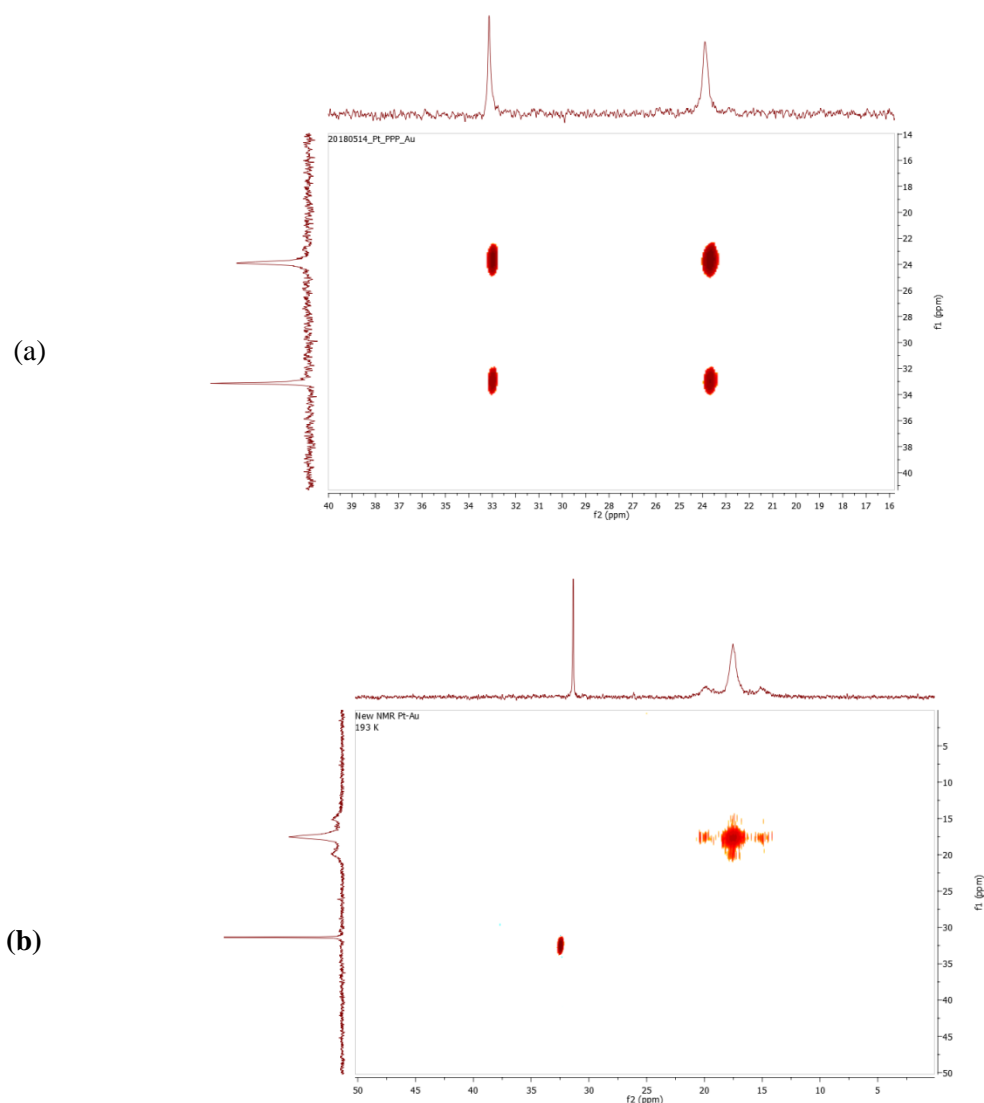 20180514_Pt_PPP_Au
14
16
18
20
22
24
26
28
30
32
34
36
38
40
f1 (ppm)
(a)
40 39 38 37 36 35 34 33 32 31 30 29 28 27 26 25 24 23 22 21 20 19 18 17 16
f2 (ppm)
New NMR Pt-Au
193 K
5
10
15
20
25
30
35
40
45
50
f1 (ppm)
(b)
50 45 40 35 30 25 20 15 10 5
f2 (ppm)